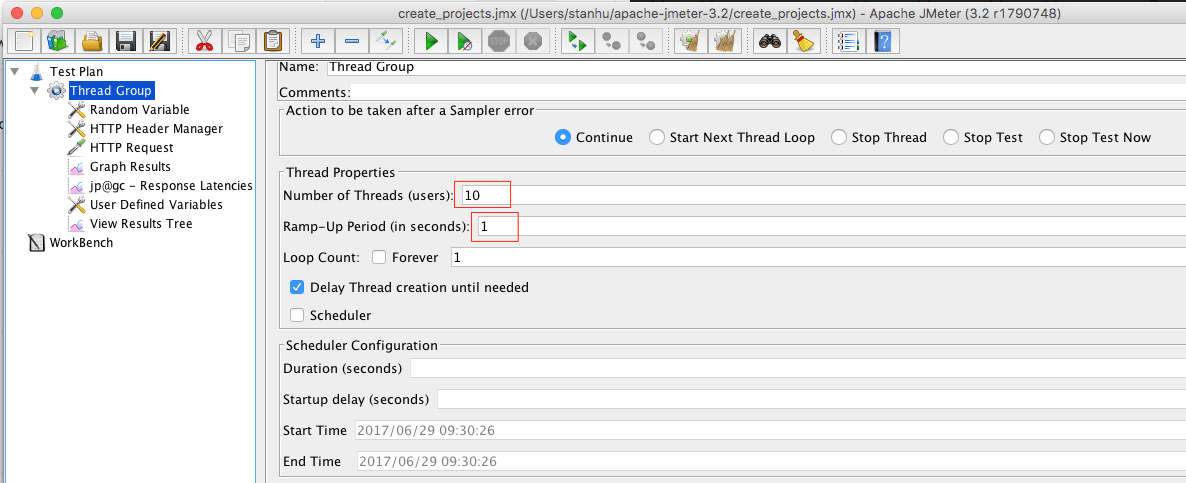 create_projects.jmx (/Users/stanhu/apache-jmeter-3.2/create_projects.jmx) - Apache JMeter (3.2 r1790748)
Test Plan
Thread Group
Random Variable
HTTP Header Manager
HTTP Request
Graph Results
jp@gc - Response Latencies
User Defined Variables
View Results Tree
WorkBench
Name: Thread Group
Comments:
Action to be taken after a Sampler error
Continue Start Next Thread Loop Stop Thread Stop Test Stop Test Now
Thread Properties
Number of Threads (users): 10
Ramp-Up Period (in seconds): 1
Loop Count: Forever 1
Delay Thread creation until needed
Scheduler
Scheduler Configuration
Duration (seconds)
Startup delay (seconds)
Start Time 2017/06/29 09:30:26
End Time 2017/06/29 09:30:26